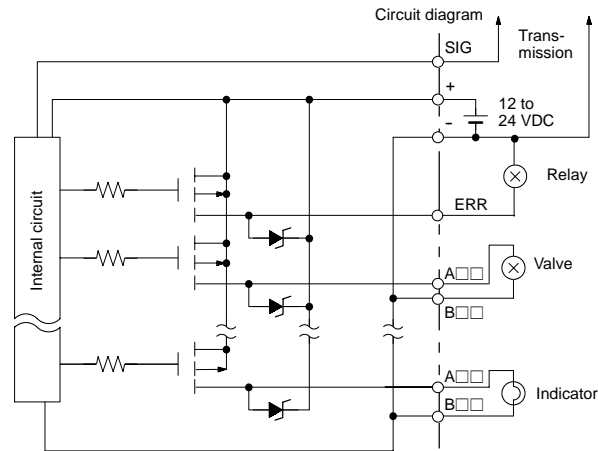 Circuit diagram
SIG
Trans-
mission
+
12 to
24 VDC
-
Relay
ERR
Internal circuit
A□□
Valve
B□□
A□□
Indicator
B□□